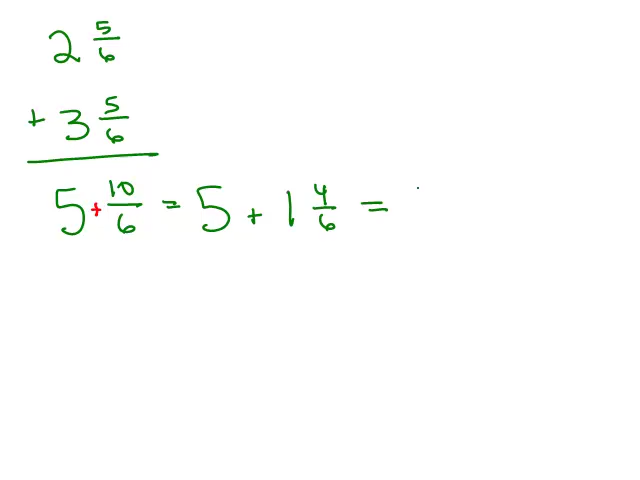 2 5/6
+ 3 5/6
5 + 10/6 = 5 + 1 4/6 =